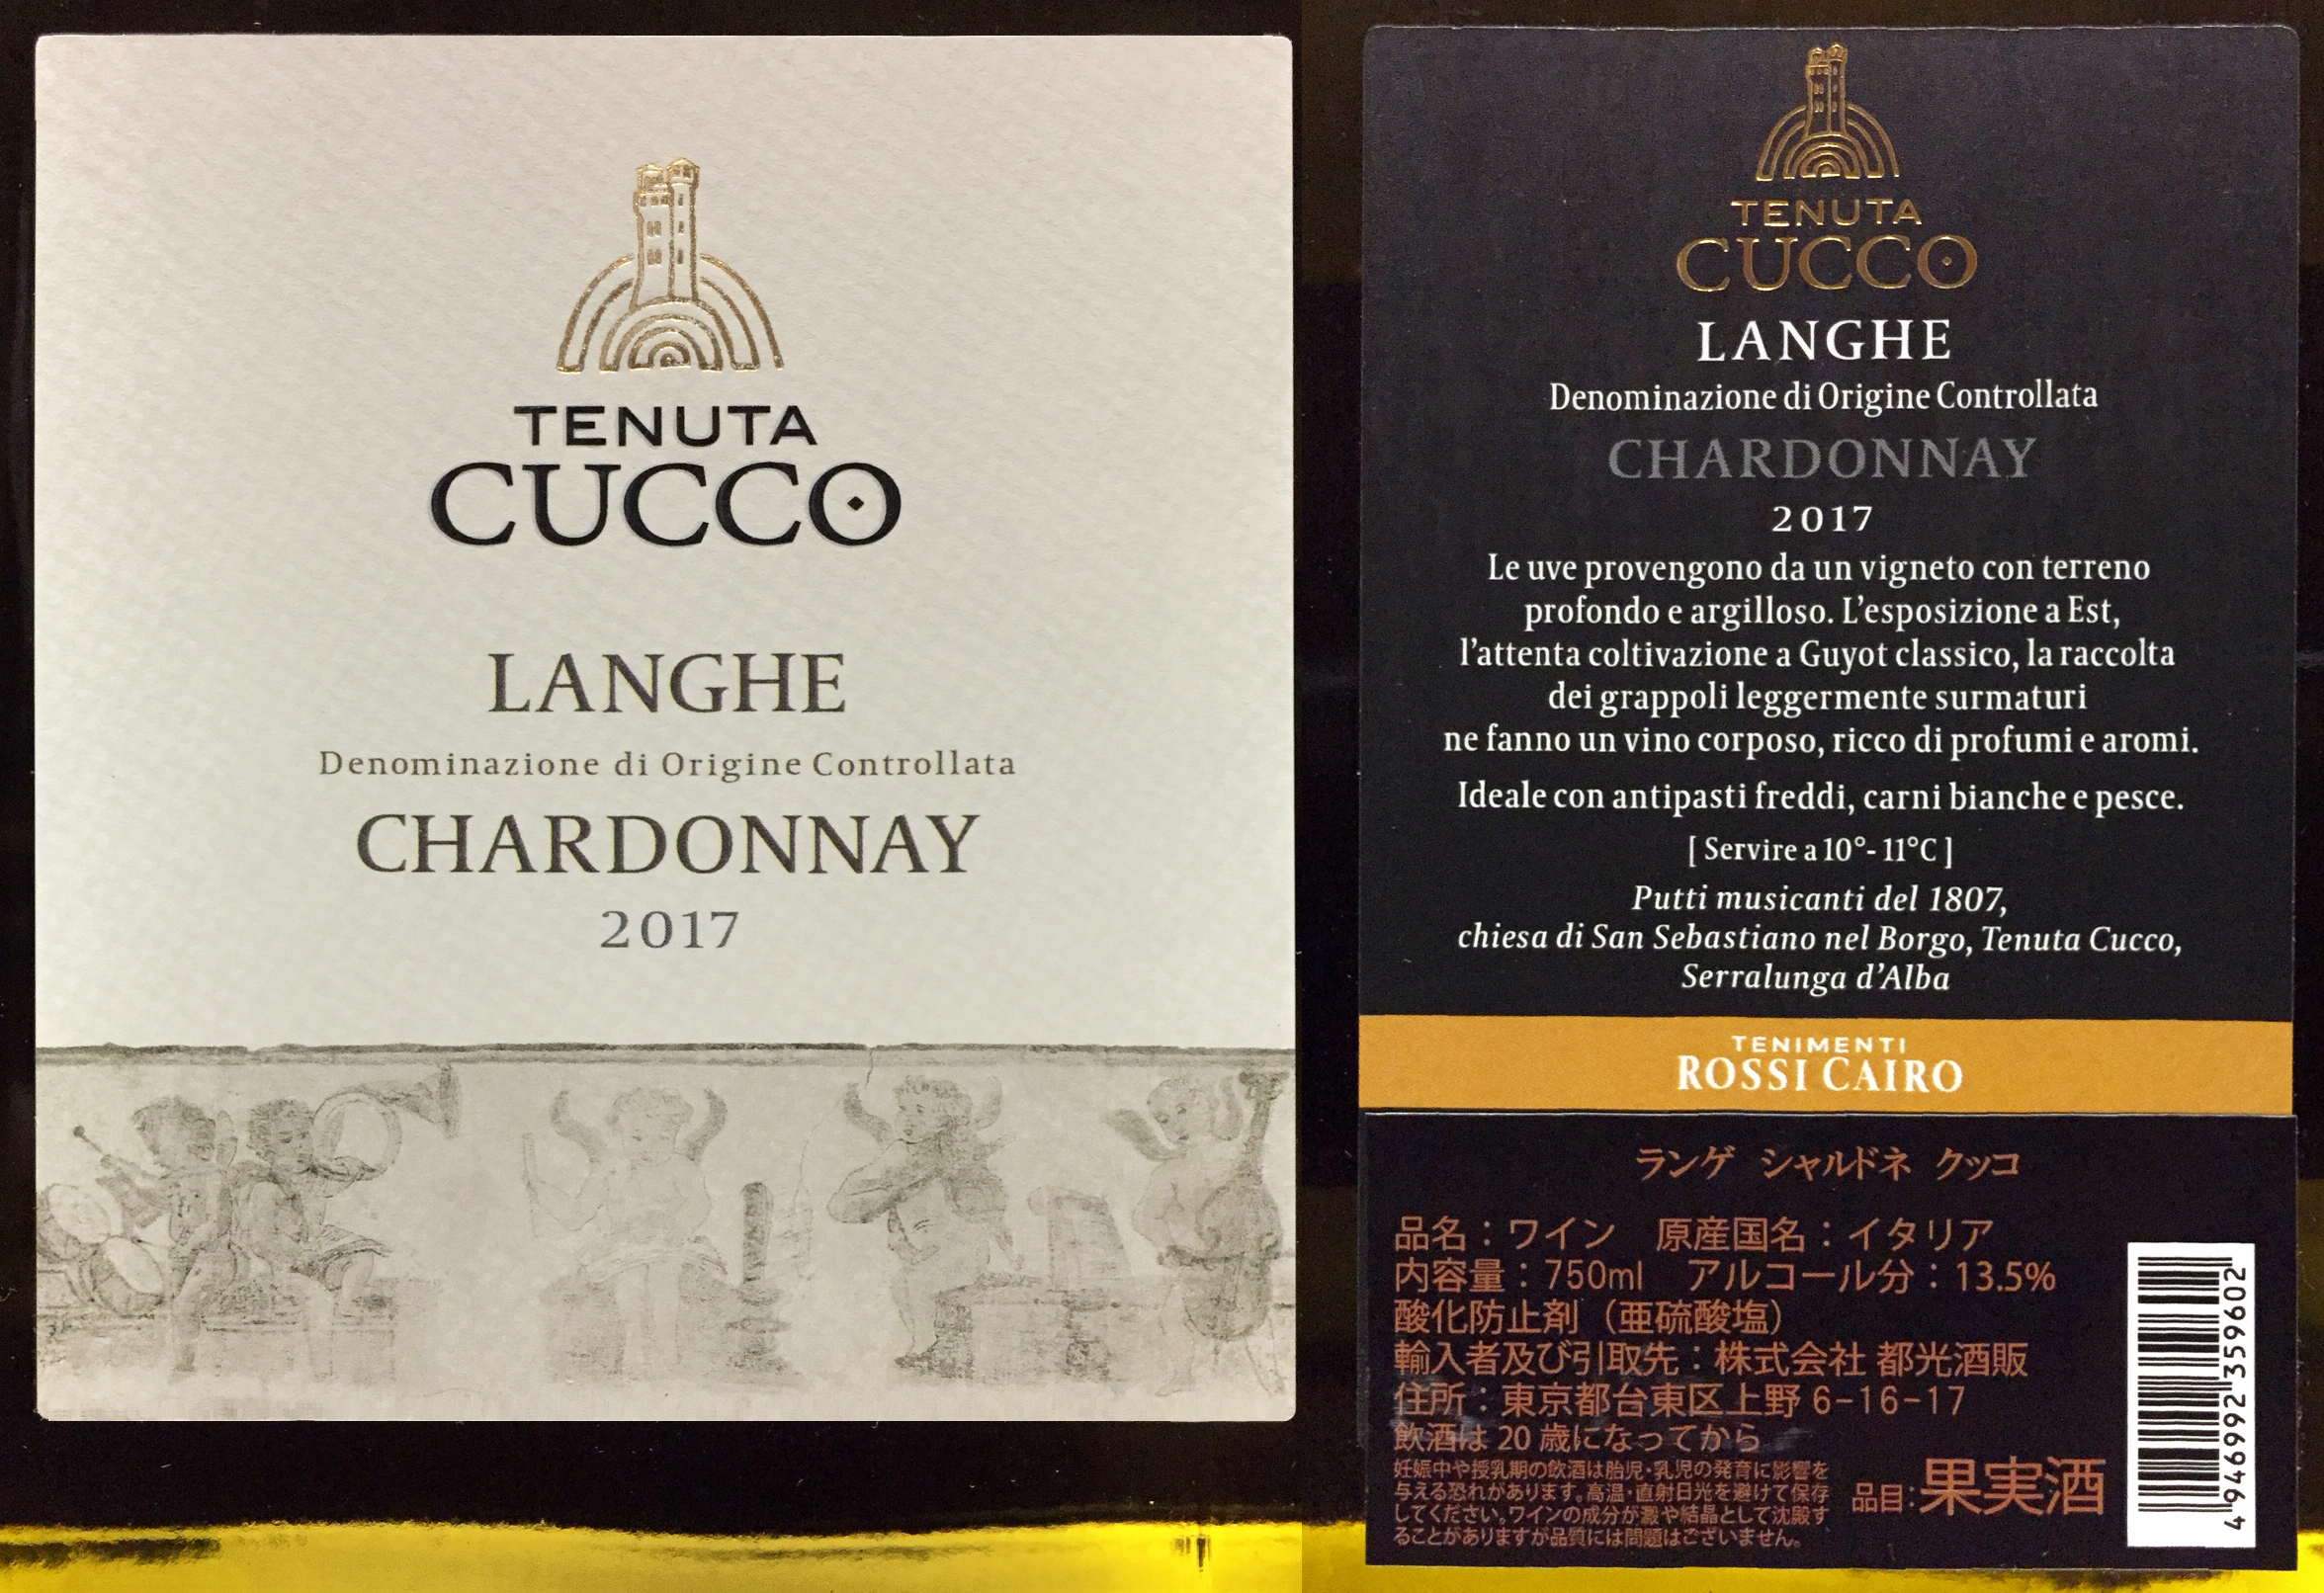 TENUTA
CUCCO
LANGHE
Denominazione di Origine Controllata
CHARDONNAY
2017
TENUTA
CUCCO
LANGHE
Denominazione di Origine Controllata
CHARDONNAY
2017
Le uve provengono da un vigneto con terreno
profondo e argilloso. L'esposizione a Est,
l'attenta coltivazione a Guyot classico, la raccolta
dei grappoli leggermente surmaturi
ne fanno un vino corposo, ricco di profumi e aromi.
Ideale con antipasti freddi, carni bianche e pesce.
[ Servire a 10°- 11°C ]
Putti musicanti del 1807,
chiesa di San Sebastiano nel Borgo, Tenuta Cucco,
Serralunga d'Alba
TENIMENTI
ROSSI CAIRO
ランゲ シャルドネ クッコ
品名：ワイン 原産国名：イタリア
内容量：750ml アルコール分：13.5%
酸化防止剤（亜硫酸塩）
輸入者及び引取先：株式会社 都光酒販
住所：東京都台東区上野 6-16-17
飲酒は 20 歳になってから
妊娠中や授乳期の飲酒は胎児・乳児の発育に影響を
与える恐れがあります。高温・直射日光を避けて保存
してください。ワインの成分が澱や結晶として沈殿す
ることがありますが品質には問題はございません。
品目：果実酒
4 946992 359602